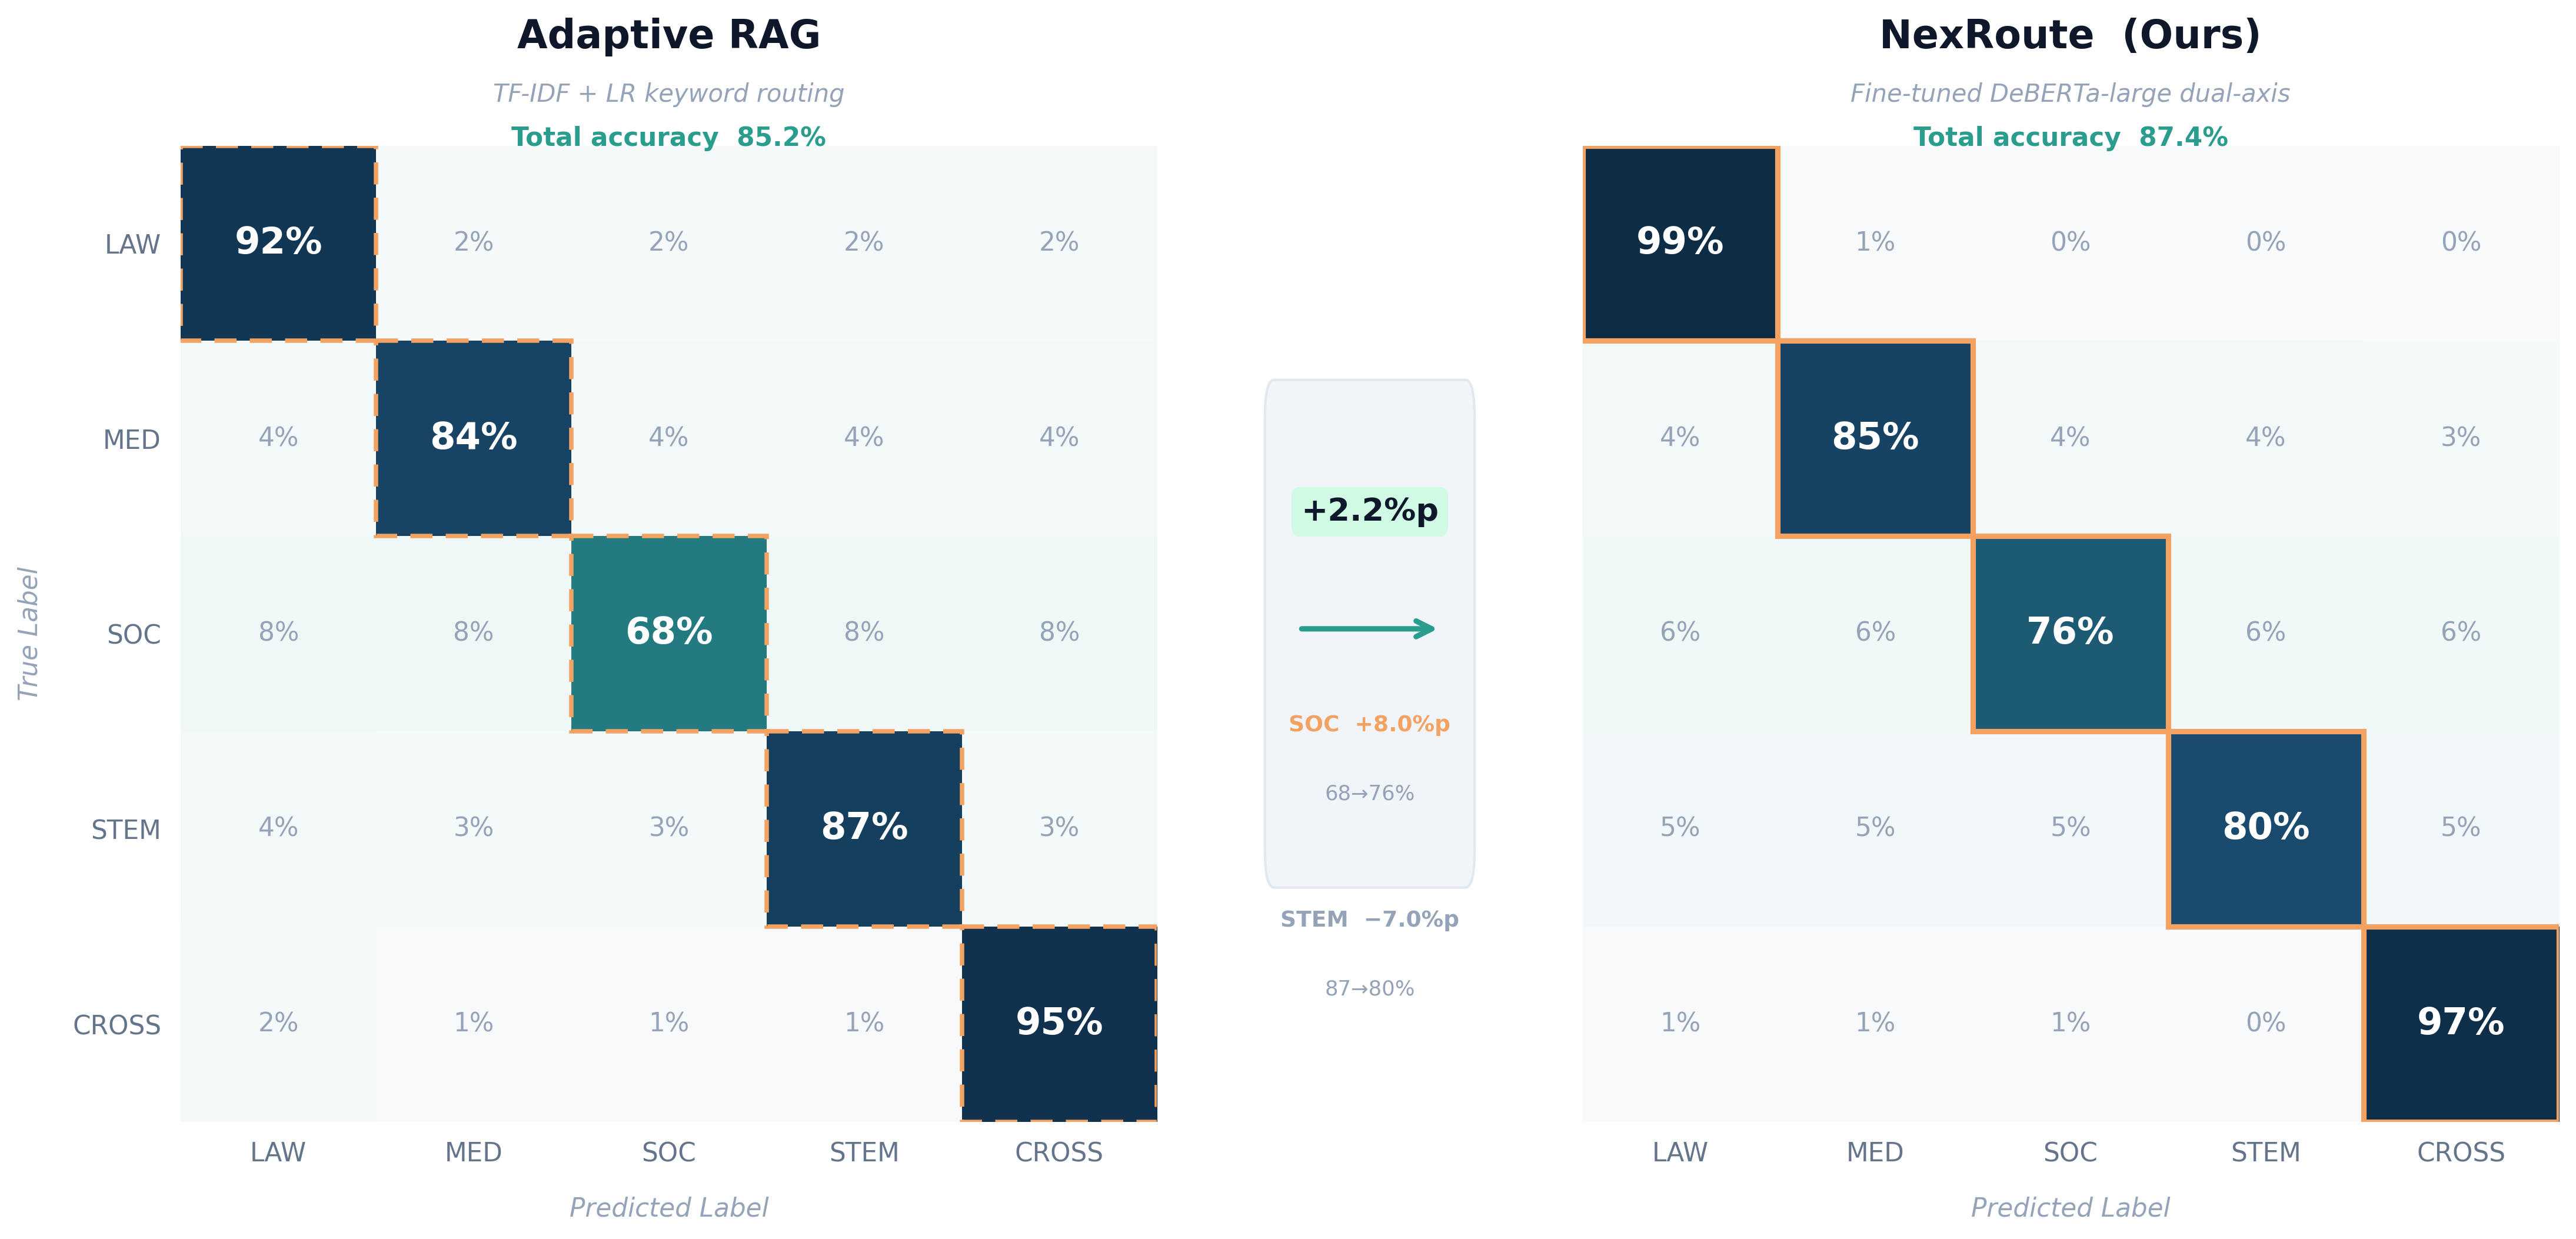 Adaptive RAG
TF-IDF + LR keyword routing
Total accuracy 85.2%
True Label
LAW 92% 2% 2% 2% 2%
MED 4% 84% 4% 4% 4%
SOC 8% 8% 68% 8% 8%
STEM 4% 3% 3% 87% 3%
CROSS 2% 1% 1% 1% 95%
LAW MED SOC STEM CROSS
Predicted Label
+2.2%p
SOC +8.0%p
68→76%
STEM −7.0%p
87→80%
NexRoute (Ours)
Fine-tuned DeBERTa-large dual-axis
Total accuracy 87.4%
99% 1% 0% 0% 0%
4% 85% 4% 4% 3%
6% 6% 76% 6% 6%
5% 5% 5% 80% 5%
1% 1% 1% 0% 97%
LAW MED SOC STEM CROSS
Predicted Label